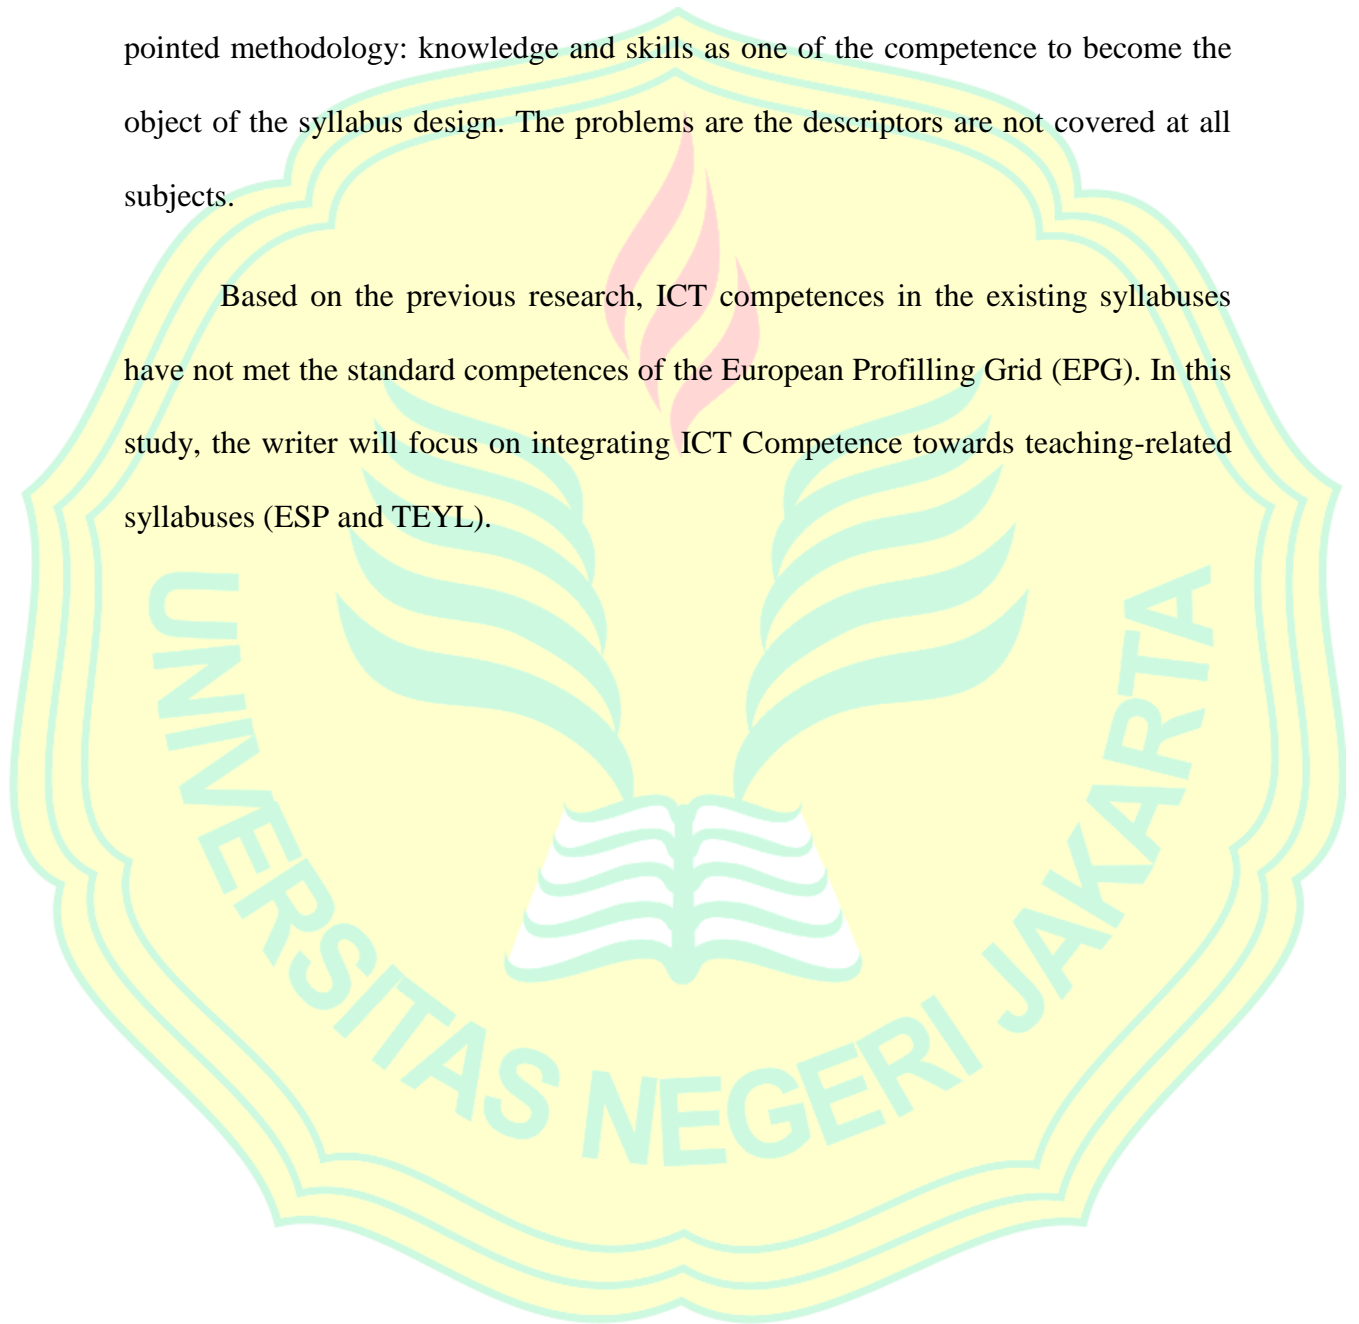 pointed methodology: knowledge and skills as one of the competence to become the
object of the syllabus design. The problems are the descriptors are not covered at all
subjects.
Based on the previous research, ICT competences in the existing syllabuses
have not met the standard competences of the European Profilling Grid (EPG). In this
study, the writer will focus on integrating ICT Competence towards teaching-related
syllabuses (ESP and TEYL).
UNIVERSITAS NEGERI JAKARTA